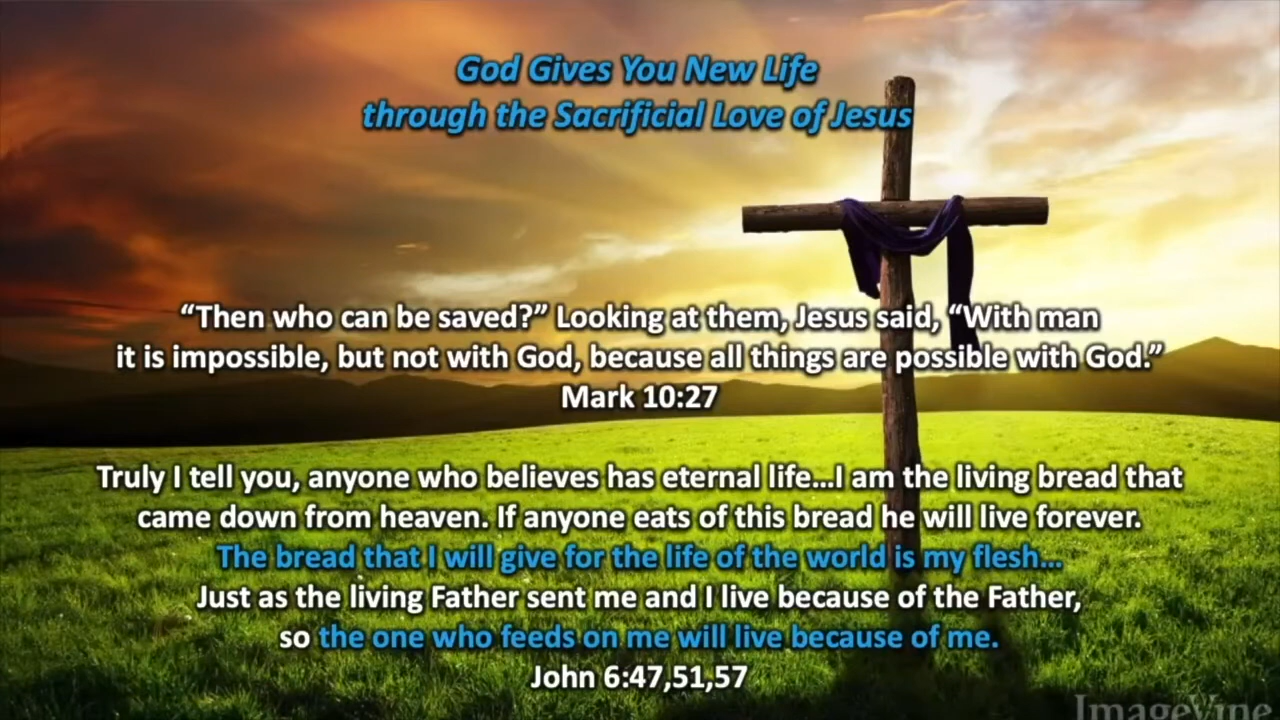 God Gives You New Life
through the Sacrificial Love of Jesus
“Then who can be saved?” Looking at them, Jesus said, “With man
it is impossible, but not with God, because all things are possible with God.”
Mark 10:27
Truly I tell you, anyone who believes has eternal life…I am the living bread that
came down from heaven. If anyone eats of this bread he will live forever.
The bread that I will give for the life of the world is my flesh…
Just as the living Father sent me and I live because of the Father,
so the one who feeds on me will live because of me.
John 6:47,51,57
ImageVine